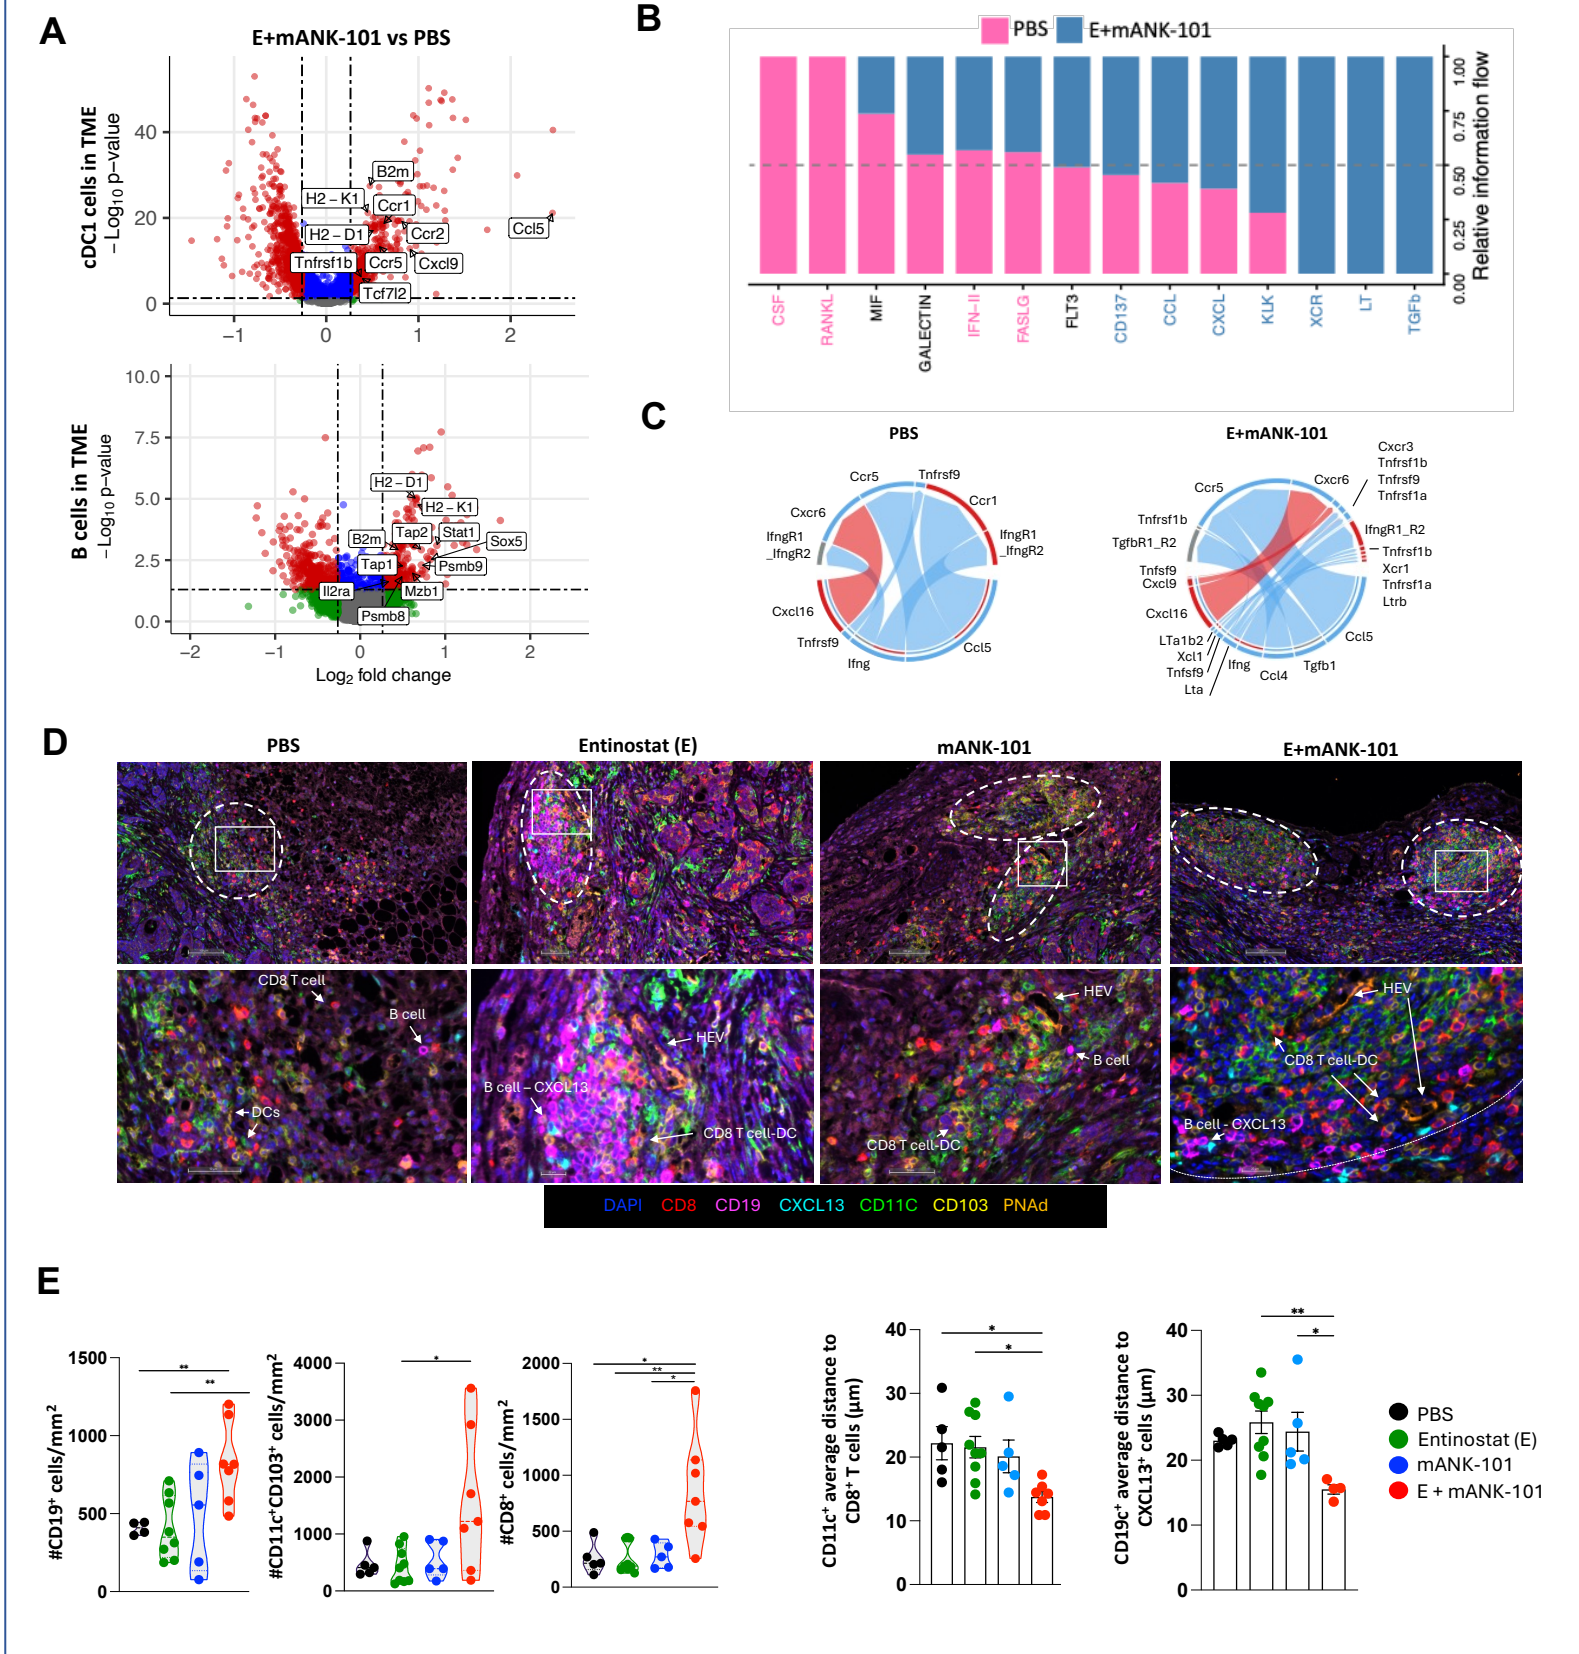 A
E+mANK-101 vs PBS
cDC1 cells in TME
– Log10 p–value
40
20
0
B2m
H2 – K1
Ccr1
H2 – D1
Ccr2
Ccl5
Tnfrsf1b
Ccr5
Cxcl9
Tcf7l2
−1
0
1
2
B cells in TME
– Log10 p–value
10.0
7.5
5.0
2.5
0.0
H2 – D1
H2 – K1
B2m
Tap2
Stat1
Sox5
Tap1
Psmb9
Il2ra
Mzb1
Psmb8
−2
−1
0
1
2
Log2 fold change
B
PBS
E+mANK-101
1.00
0.75
0.50
0.25
0.00
Relative information flow
CSF
RANKL
MIF
GALECTIN
IFN–II
FASLG
FLT3
CD137
CCL
CXCL
KLK
XCR
LT
TGFb
C
PBS
Ccr5
Tnfrsf9
Ccr1
Cxcr6
IfngR1
_IfngR2
IfngR1
_IfngR2
Cxcl16
Tnfrsf9
Ifng
Ccl5
E+mANK-101
Cxcr3
Tnfrsf1b
Tnfrsf9
Tnfrsf1a
Cxcr6
Ccr5
Tnfrsf1b
TgfbR1_R2
IfngR1_R2
Tnfrsf1b
Xcr1
Tnfrsf1a
Ltrb
Tnfsf9
Cxcl9
Cxcl16
LTa1b2
Xcl1
Tnfsf9
Lta
Ifng
Ccl4
Tgfb1
Ccl5
D
PBS
Entinostat (E)
mANK-101
E+mANK-101
CD8 T cell
B cell
DCs
HEV
B cell – CXCL13
CD8 T cell-DC
HEV
B cell
CD8 T cell-DC
HEV
CD8 T cell-DC
B cell - CXCL13
DAPI CD8 CD19 CXCL13 CD11C CD103 PNAd
E
#CD19+ cells/mm2
1500
1000
500
0
**
**
#CD11c+CD103+ cells/mm2
4000
3000
2000
1000
0
*
#CD8+ cells/mm2
2000
1500
1000
500
0
*
**
*
CD11c+ average distance to
CD8+ T cells (µm)
40
30
20
10
0
*
*
CD19c+ average distance to
CXCL13+ cells (µm)
40
30
20
10
0
**
*
PBS
Entinostat (E)
mANK-101
E + mANK-101